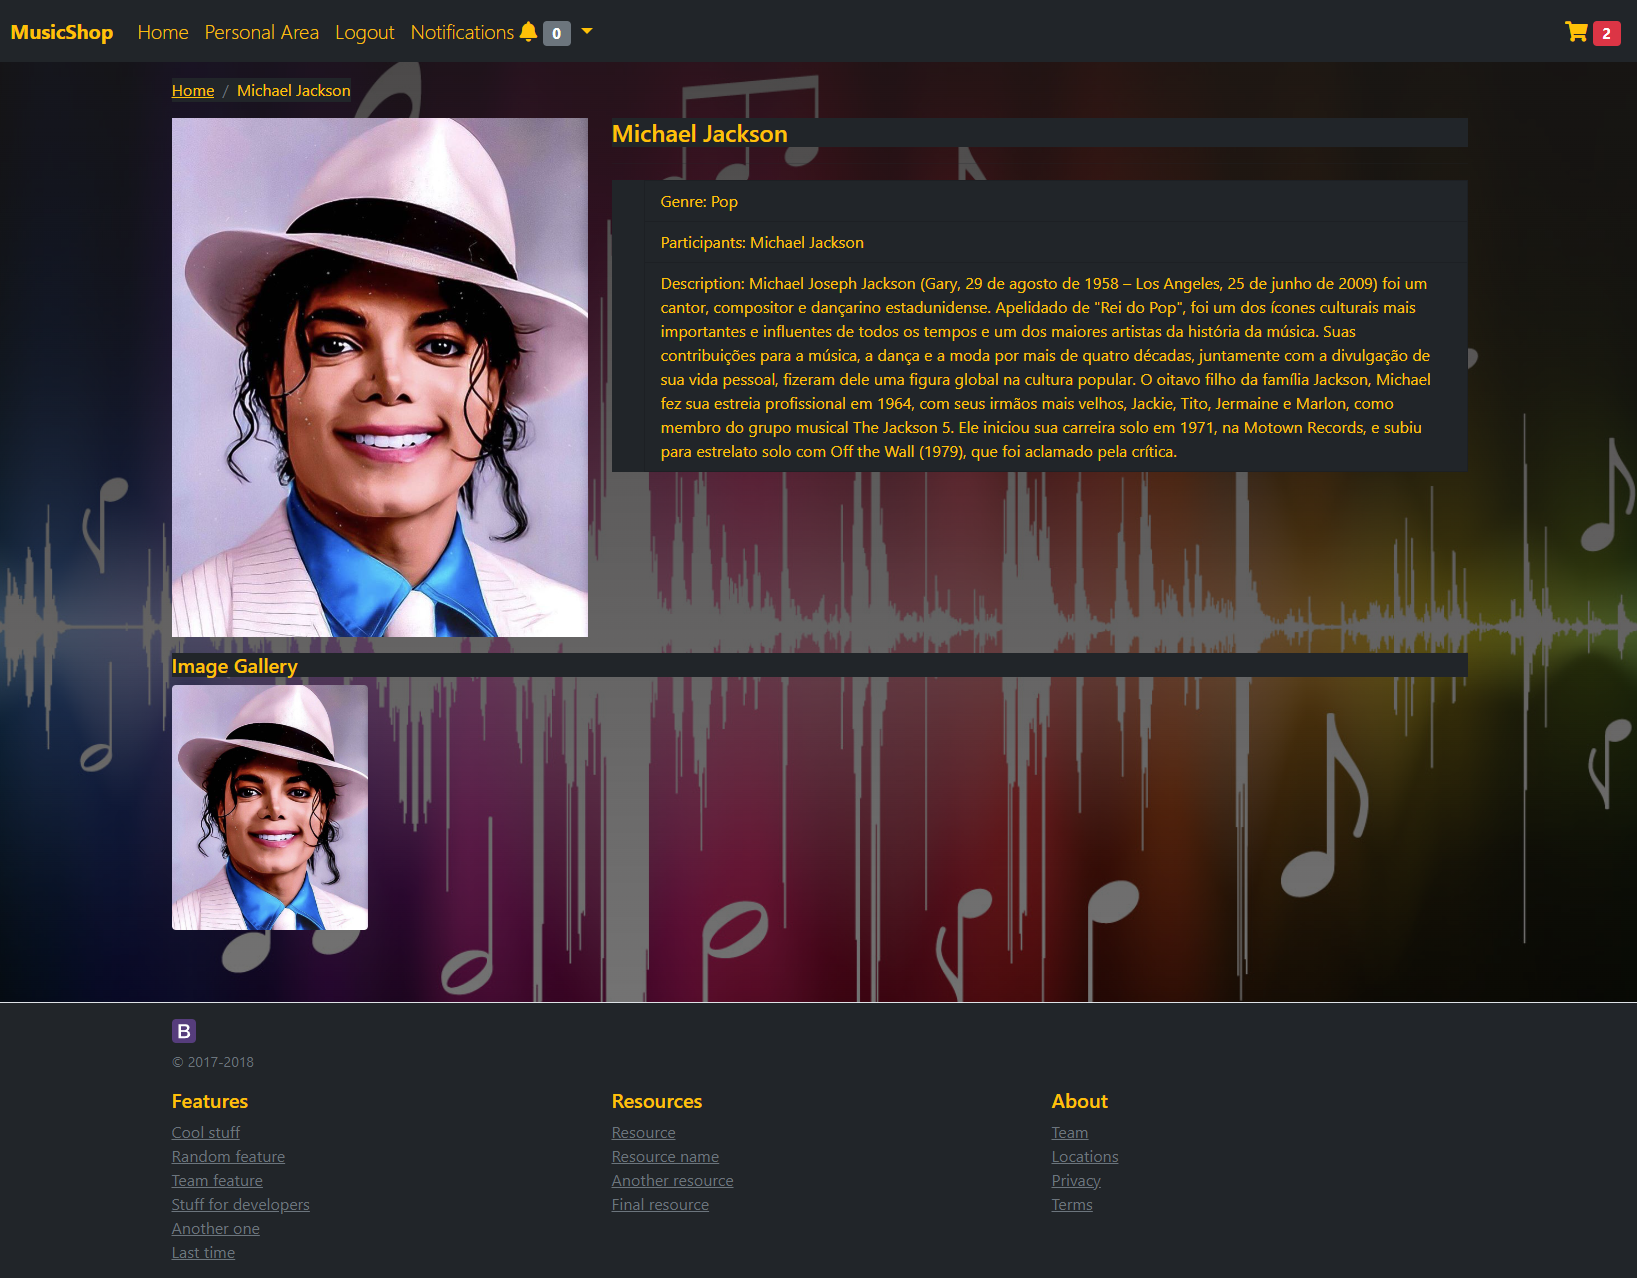 MusicShop Home Personal Area Logout Notifications 0 2
Home / Michael Jackson
Michael Jackson
Genre: Pop
Participants: Michael Jackson
Description: Michael Joseph Jackson (Gary, 29 de agosto de 1958 – Los Angeles, 25 de junho de 2009) foi um
cantor, compositor e dançarino estadunidense. Apelidado de "Rei do Pop", foi um dos ícones culturais mais
importantes e influentes de todos os tempos e um dos maiores artistas da história da música. Suas
contribuições para a música, a dança e a moda por mais de quatro décadas, juntamente com a divulgação de
sua vida pessoal, fizeram dele uma figura global na cultura popular. O oitavo filho da família Jackson, Michael
fez sua estreia profissional em 1964, com seus irmãos mais velhos, Jackie, Tito, Jermaine e Marlon, como
membro do grupo musical The Jackson 5. Ele iniciou sua carreira solo em 1971, na Motown Records, e subiu
para estrelato solo com Off the Wall (1979), que foi aclamado pela crítica.
Image Gallery
B
© 2017-2018
Features
Cool stuff
Random feature
Team feature
Stuff for developers
Another one
Last time
Resources
Resource
Resource name
Another resource
Final resource
About
Team
Locations
Privacy
Terms